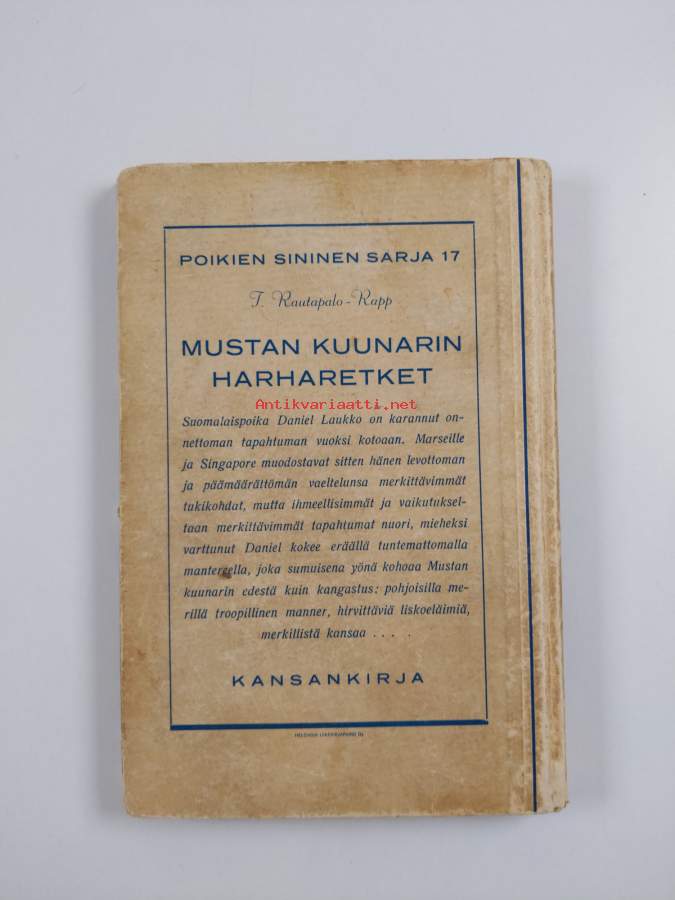 POIKIEN SININEN SARJA 17
T. Rautapalo-Rapp
MUSTAN KUUNARIN
HARHARETKET
Antikvariaatti.net
Suomalaispoika Daniel Laukko on karannut on-
nettoman tapahtuman vuoksi kotoaan. Marseille
ja Singapore muodostavat sitten hänen levottoman
ja päämäärättömän vaeltelunsa merkittävimmät
tukikohdat, mutta ihmeellisimmät ja vaikutuksel-
taan merkittävimmät tapahtumat nuori, mieheksi
varttunut Daniel kokee eräällä tuntemattomalla
mantereella, joka sumuisena yönä kohoaa Mustan
kuunarin edestä kuin kangastus: pohjoisilla me-
rillä troopillinen manner, hirvittäviä liskoeläimiä,
merkillistä kansaa . . . .
KANSANKIRJA